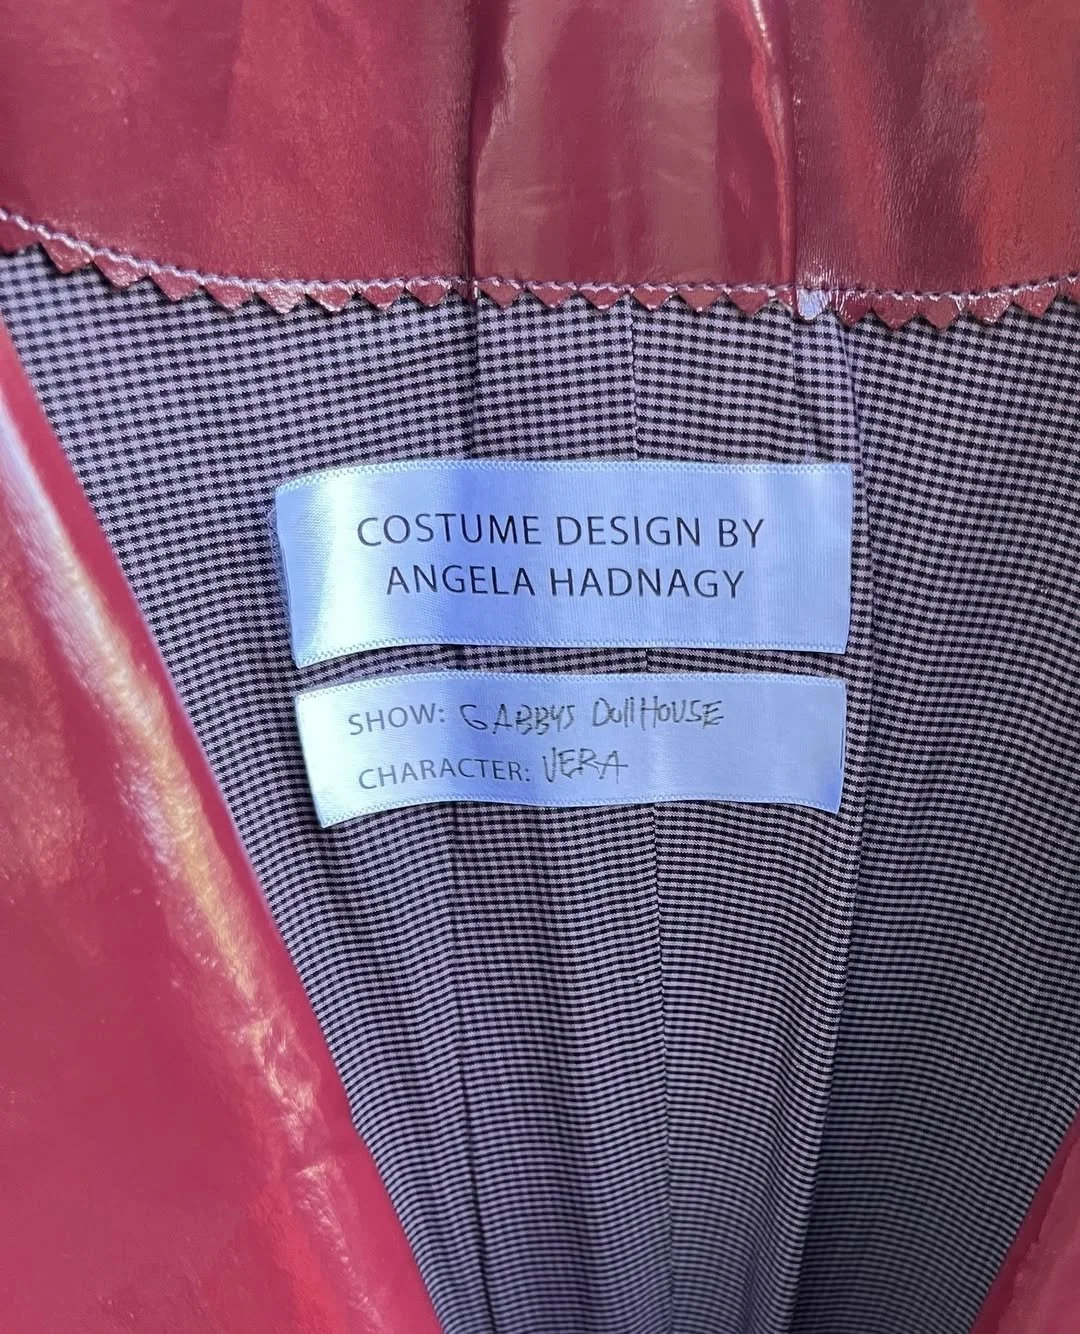 COSTUME DESIGN BY
ANGELA HADNAGY
SHOW: GABBYS DOllHOUSE
CHARACTER: VERA